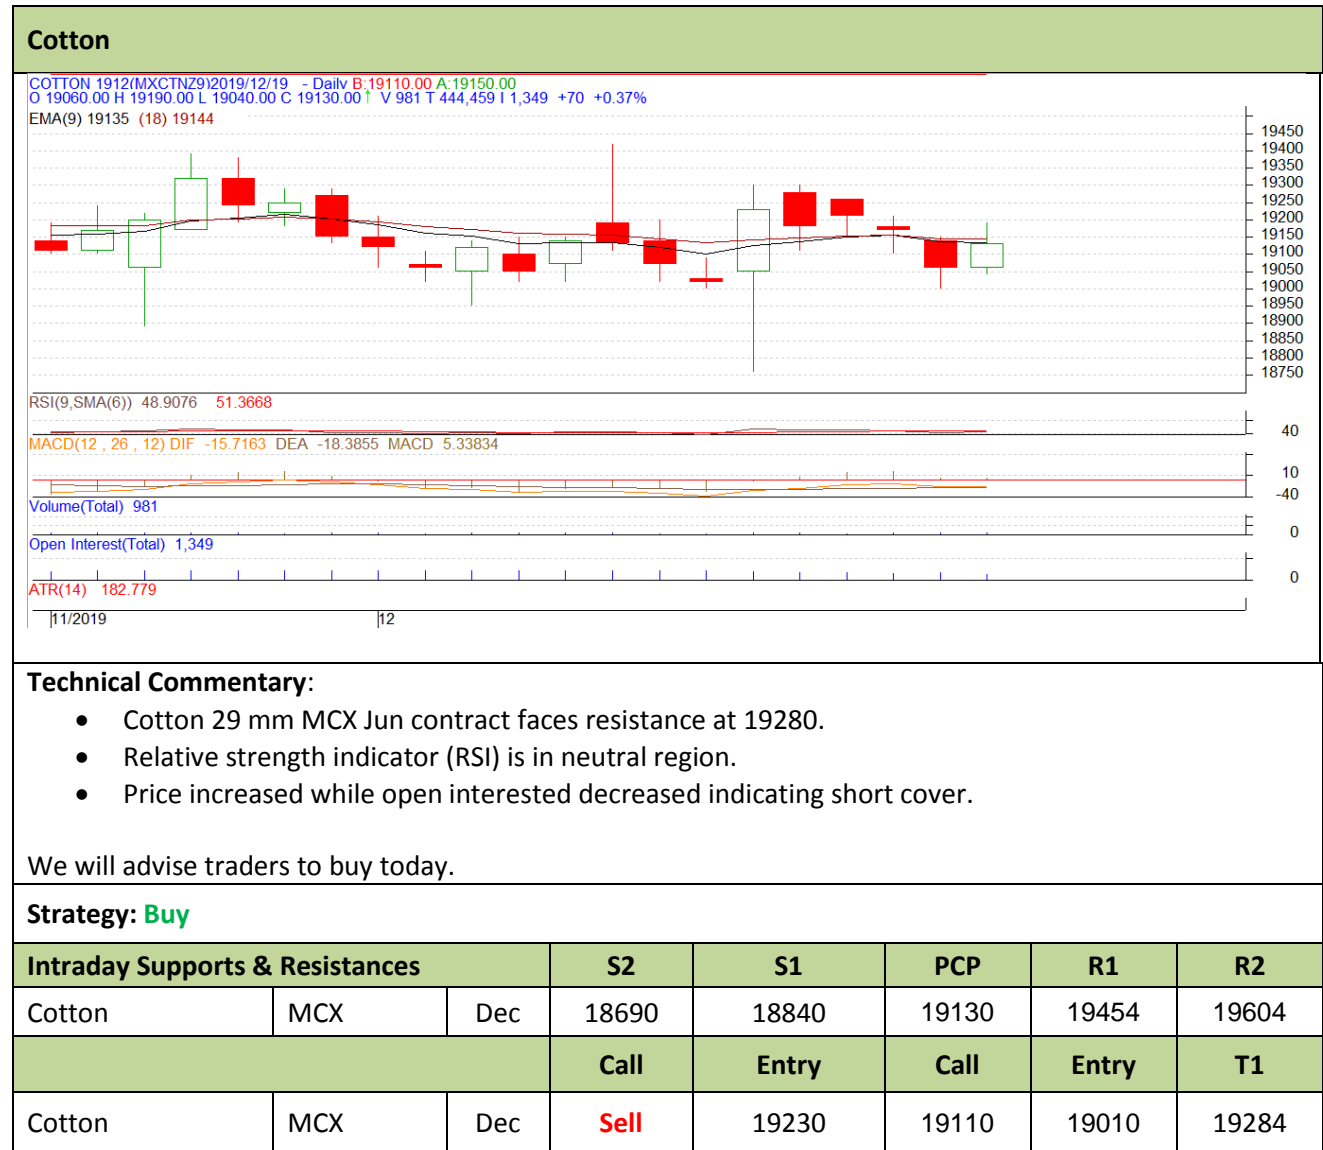 Cotton
COTTON 1912(MXCTNZ9)2019/12/19 - Daily B:19110.00 A:19150.00
O 19060.00 H 19190.00 L 19040.00 C 19130.00↑ V 981 T 444,459 I 1,349 +70 +0.37%
EMA(9) 19135 (18) 19144
19450
19400
19350
19300
19250
19200
19150
19100
19050
19000
18950
18900
18850
18800
18750
RSI(9,SMA(6)) 48.9076 51.3668
40
MACD(12 , 26 , 12) DIF -15.7163 DEA -18.3855 MACD 5.33834
10
-40
Volume(Total) 981
0
Open Interest(Total) 1,349
0
ATR(14) 182.779
11/2019 12
Technical Commentary:
• Cotton 29 mm MCX Jun contract faces resistance at 19280.
• Relative strength indicator (RSI) is in neutral region.
• Price increased while open interested decreased indicating short cover.
We will advise traders to buy today.
Strategy: Buy
Intraday Supports & Resistances S2 S1 PCP R1 R2
Cotton MCX Dec 18690 18840 19130 19454 19604
Call Entry Call Entry T1
Cotton MCX Dec Sell 19230 19110 19010 19284